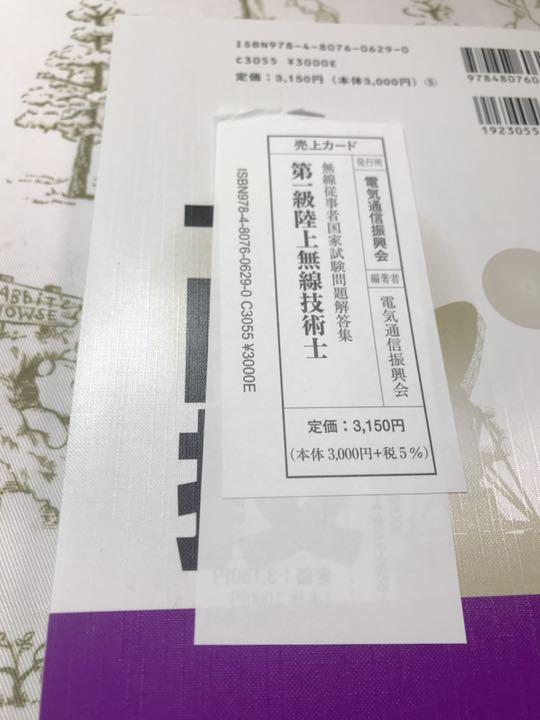 ISBN978-4-8076-0629-0
C3055 ¥3000E
定価:3,150円(本体3,000円)⑤
97848076
1923055
売上カード
発行所
電気通信振興会
編著者
電気通信振興会
無線従事者国家試験問題解答集
第一級陸上無線技術士
ISBN978-4-8076-0629-0 C3055 ¥3000E
定価:3,150円
(本体3,000円+税5%)